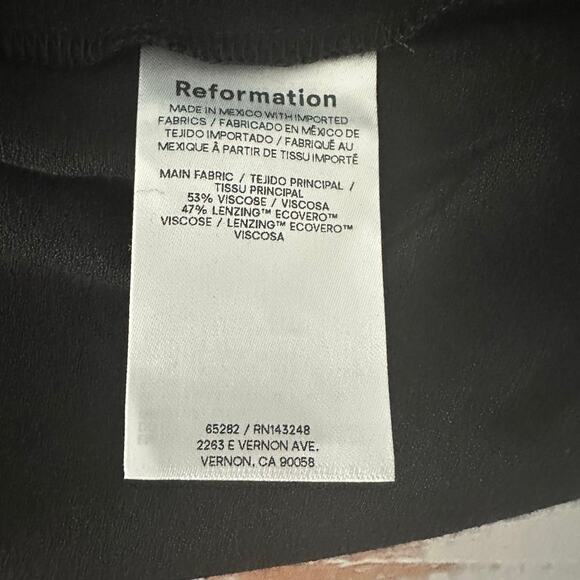 Reformation
MADE IN MEXICO WITH IMPORTED
FABRICS / FABRICADO EN MÉXICO DE
TEJIDO IMPORTADO / FABRIQUÉ AU
MEXIQUE À PARTIR DE TISSU IMPORTÉ
MAIN FABRIC / TEJIDO PRINCIPAL /
TISSU PRINCIPAL
53% VISCOSE / VISCOSA
47% LENZING™ ECOVERO™
VISCOSE / LENZING™ ECOVERO™
VISCOSA
65282 / RN143248
2263 E VERNON AVE.
VERNON, CA 90058